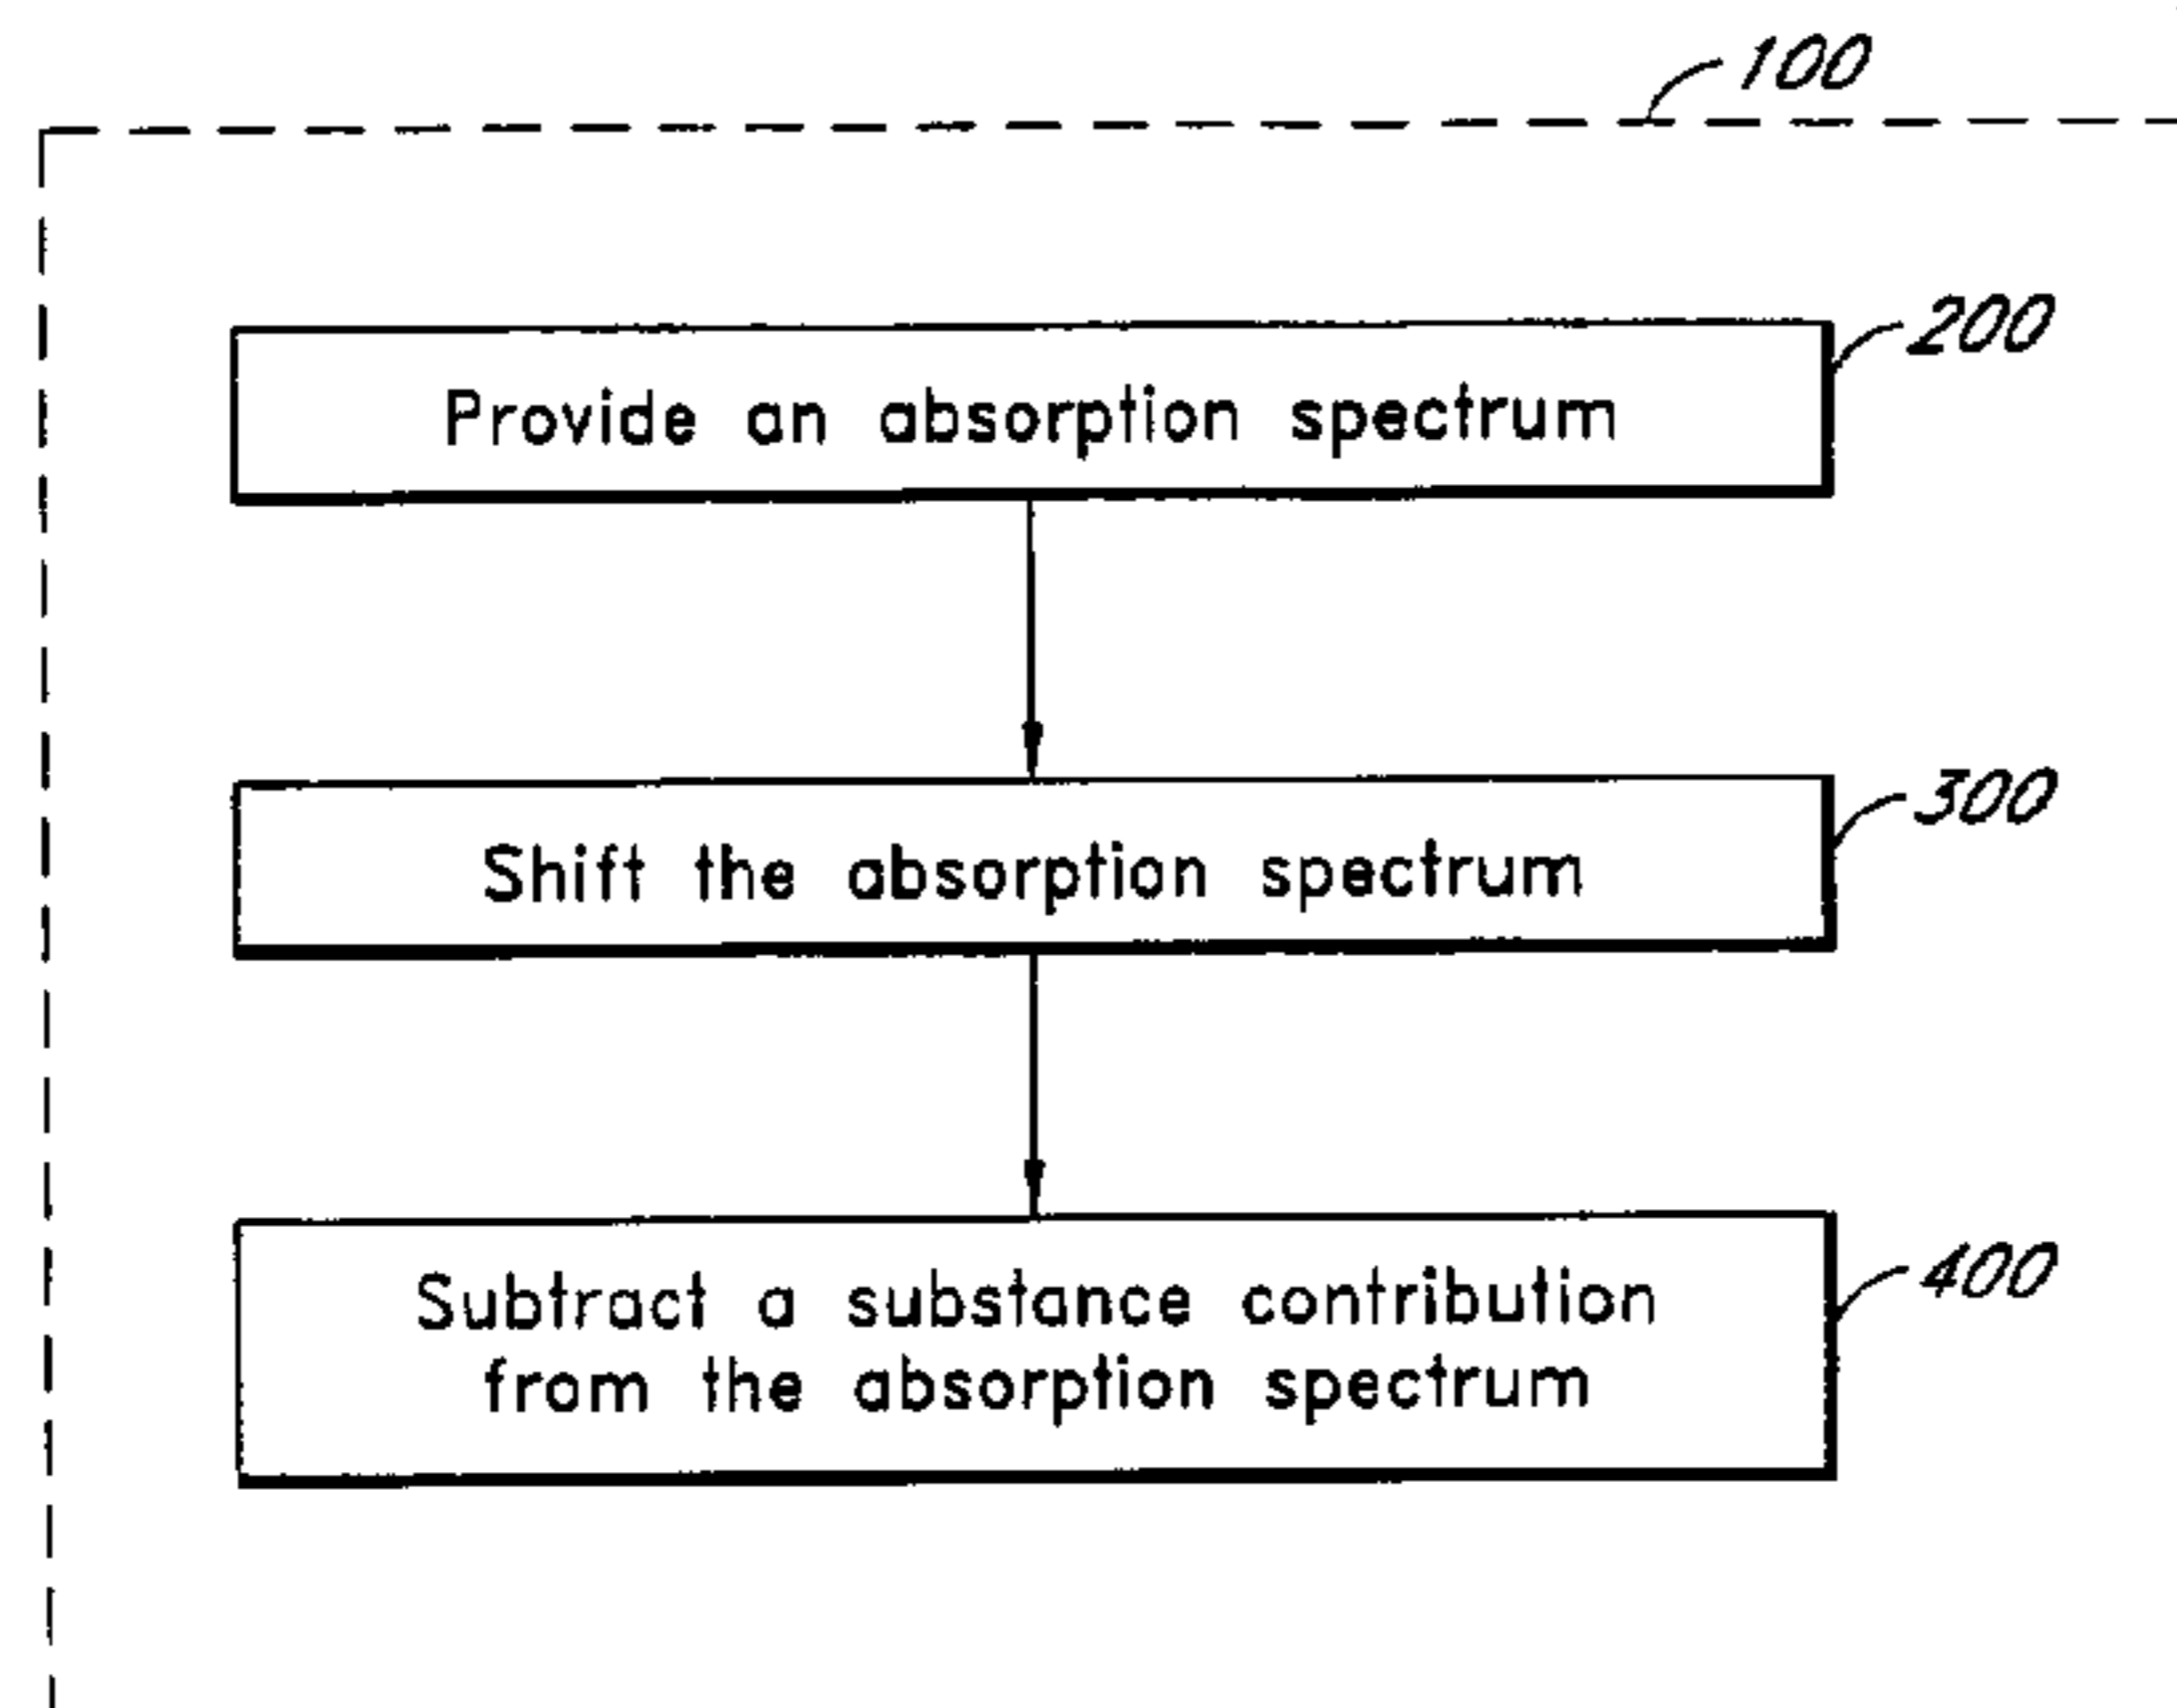 100
200
Provide an absorption spectrum
300
Shift the absorption spectrum
400
Subtract a substance contribution
from the absorption spectrum